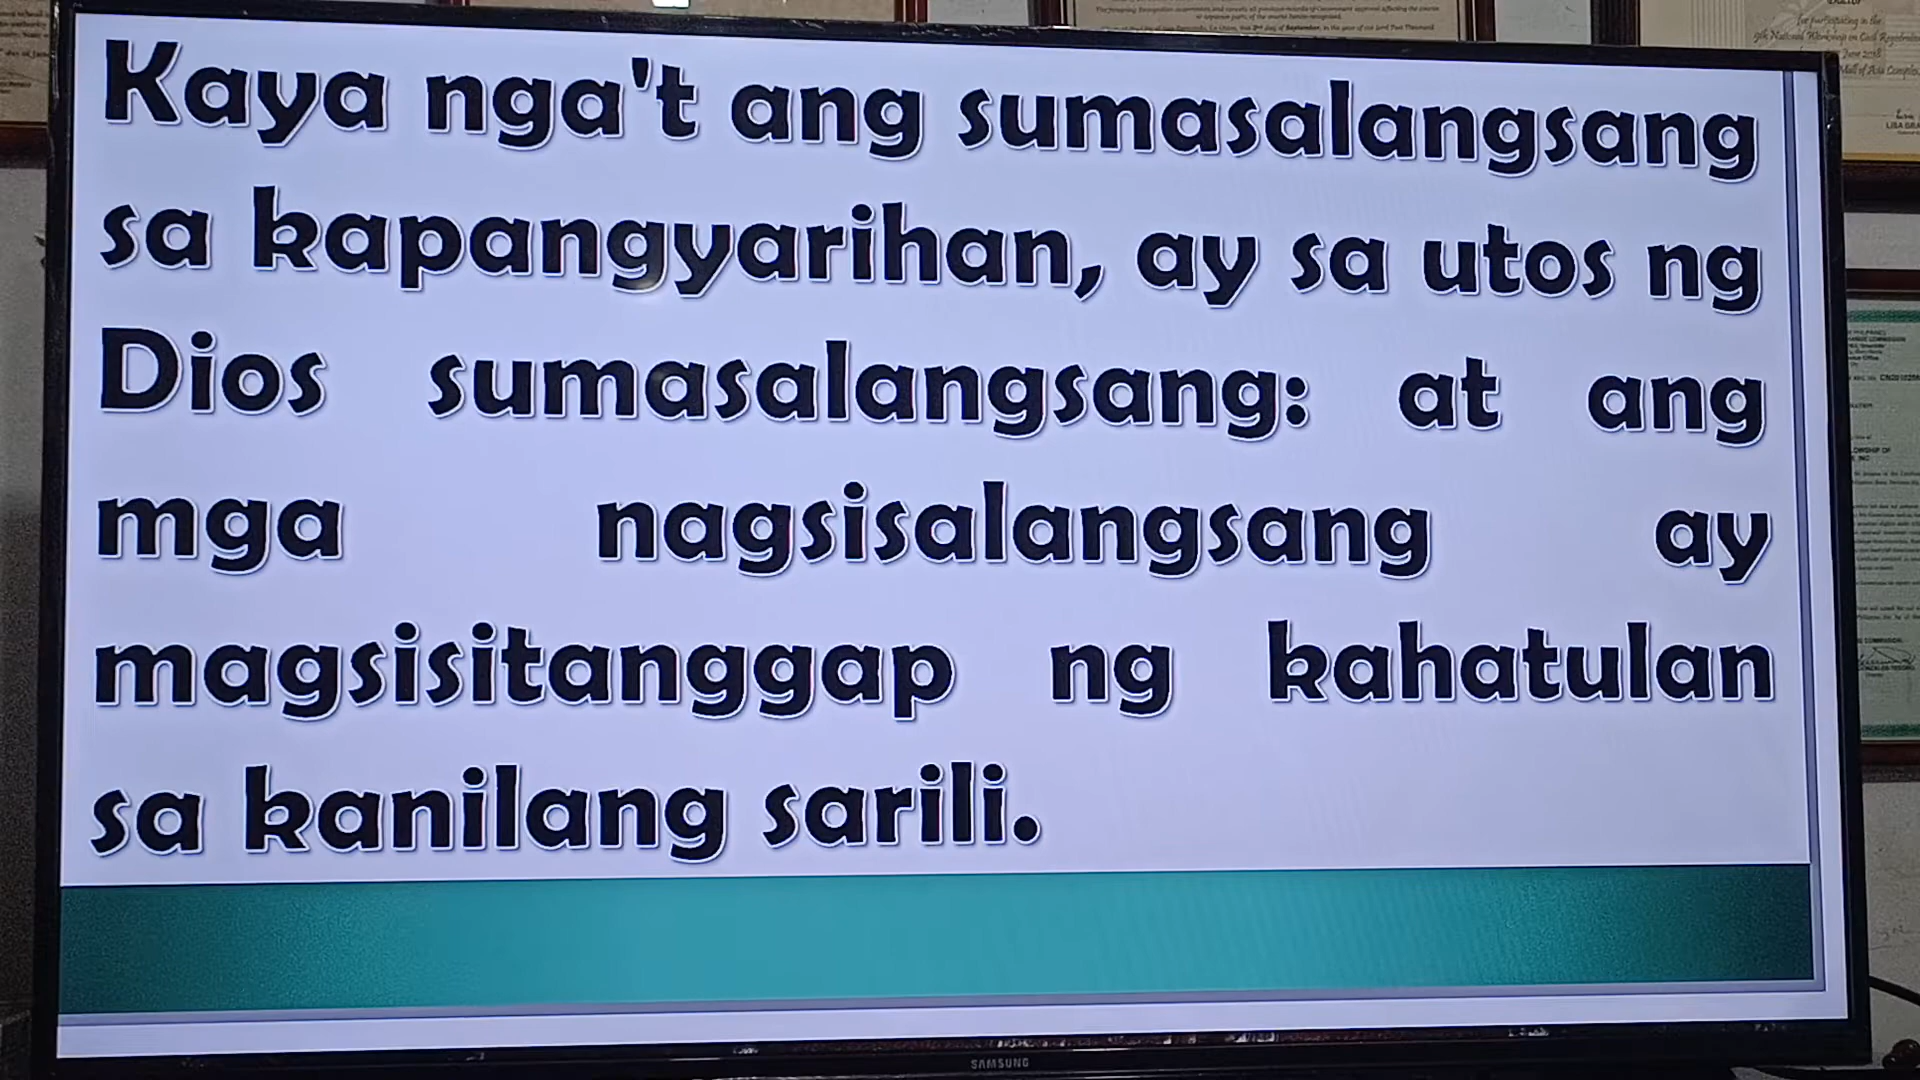 Kaya nga't ang sumasalangsang
sa kapangyarihan, ay sa utos ng
Dios sumasalangsang: at ang
mga nagsisalangsang ay
magsisitanggap ng kahatulan
sa kanilang sarili.
SAMSUNG